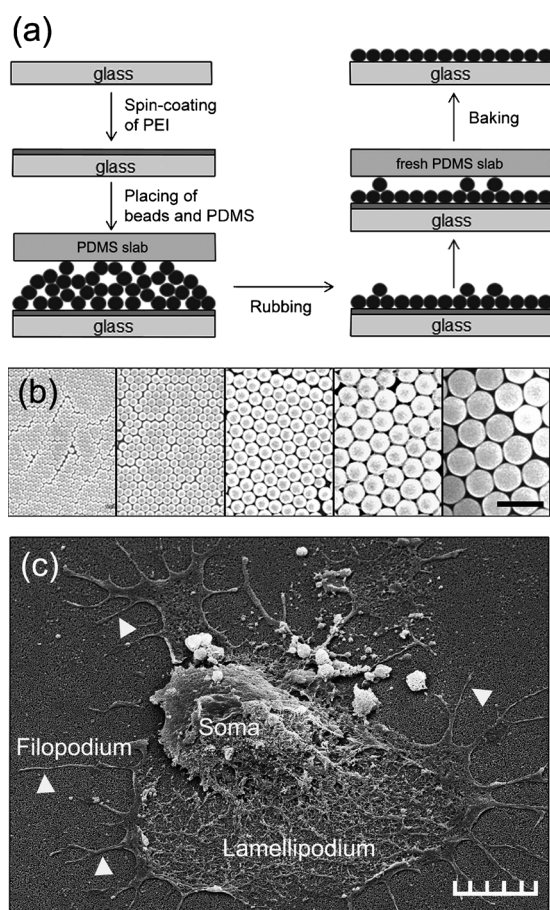 (a)
glass
Spin-coating
of PEI
glass
Placing of
beads and PDMS
PDMS slab
glass
Rubbing
glass
Baking
fresh PDMS slab
glass
glass
(b)
(c)
Soma
Filopodium
Lamellipodium